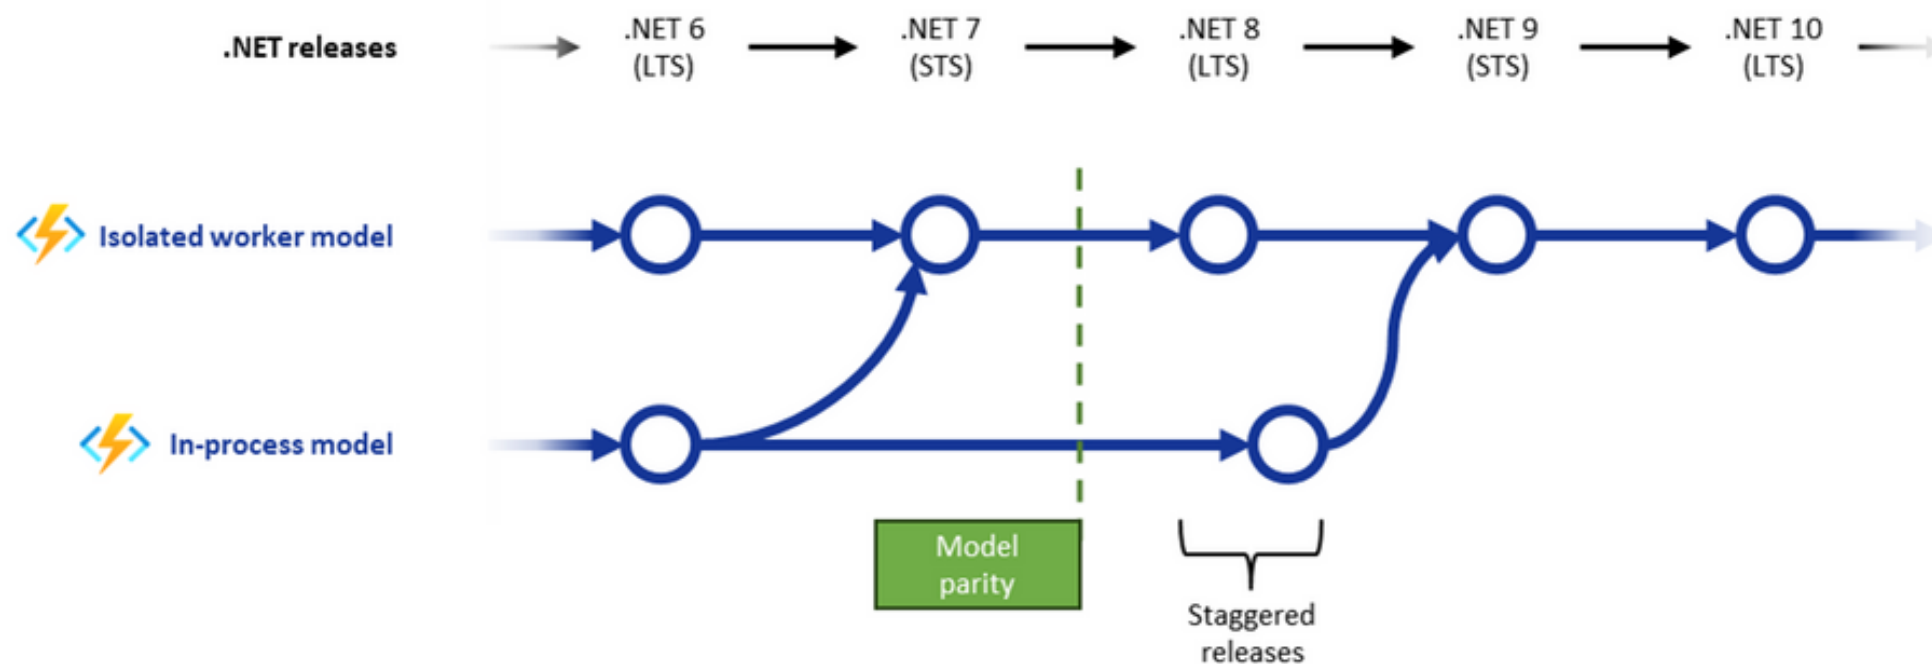 .NET releases
.NET 6
(LTS)
.NET 7
(STS)
.NET 8
(LTS)
.NET 9
(STS)
.NET 10
(LTS)
Isolated worker model
In-process model
Model
parity
Staggered
releases